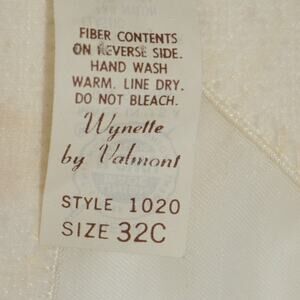 FIBER CONTENTS
ON REVERSE SIDE.
HAND WASH
WARM. LINE DRY.
DO NOT BLEACH.
Wynette
by Valmont
STYLE 1020
SIZE 32C